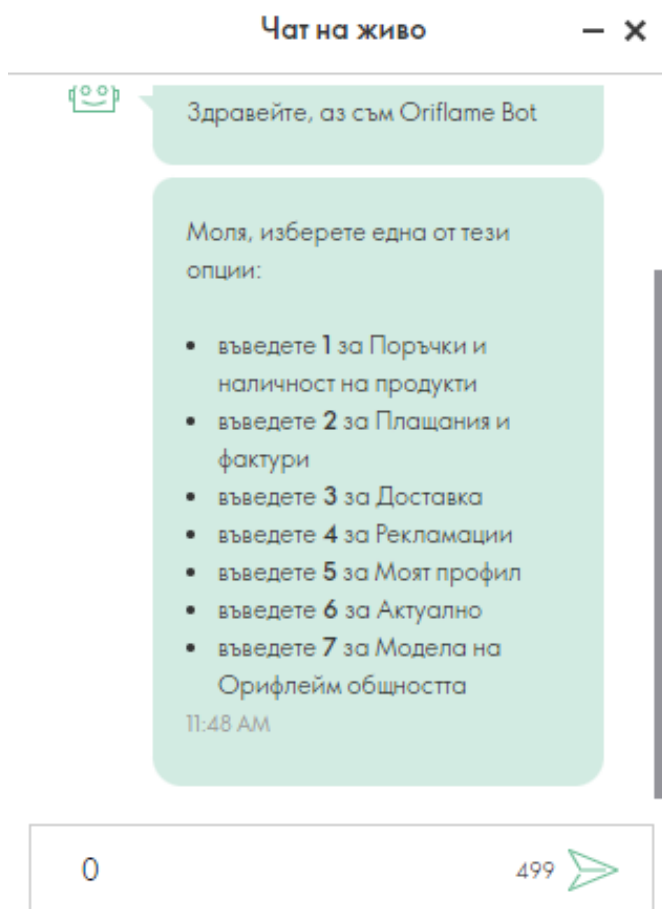 Чат на живо
Здравейте, аз съм Oriflame Bot
Моля, изберете една от тези
опции:
• въведете 1 за Поръчки и
наличност на продукти
• въведете 2 за Плащания и
фактури
• въведете 3 за Доставка
• въведете 4 за Рекламации
• въведете 5 за Моят профил
• въведете 6 за Актуално
• въведете 7 за Модела на
Орифлейм общността
11:48 AM
0 499